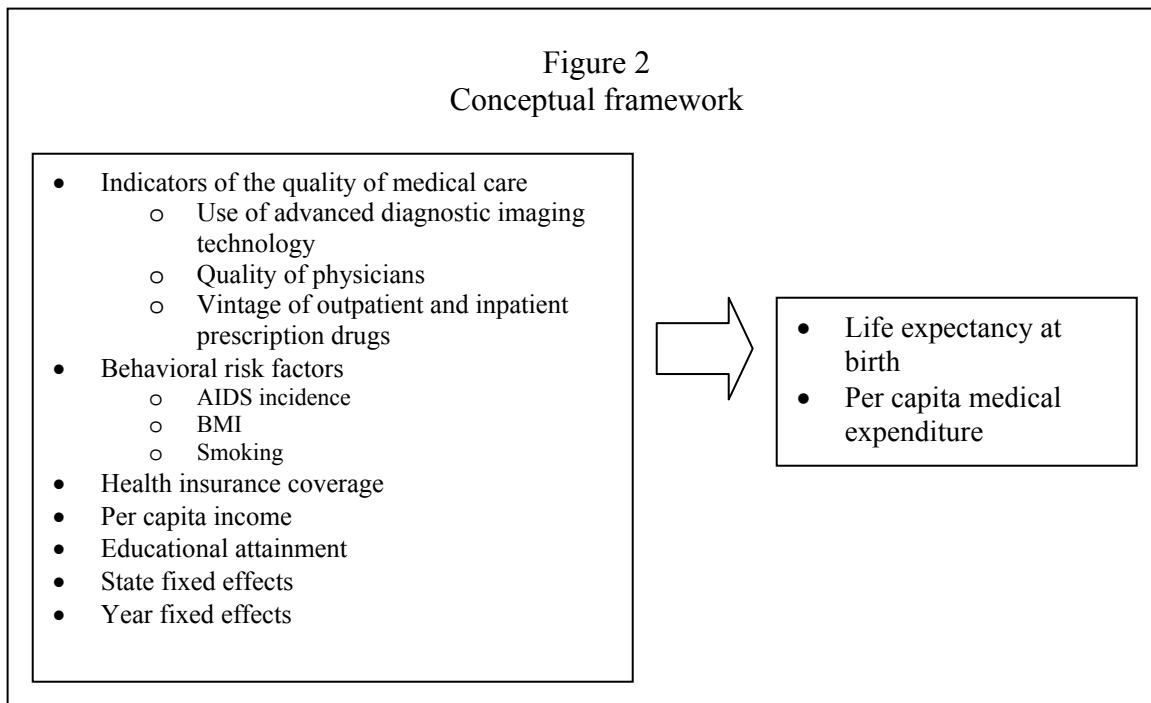 Figure 2
Conceptual framework
• Indicators of the quality of medical care
o Use of advanced diagnostic imaging
technology
o Quality of physicians
o Vintage of outpatient and inpatient
prescription drugs
• Behavioral risk factors
o AIDS incidence
o BMI
o Smoking
• Health insurance coverage
• Per capita income
• Educational attainment
• State fixed effects
• Year fixed effects
• Life expectancy at
birth
• Per capita medical
expenditure